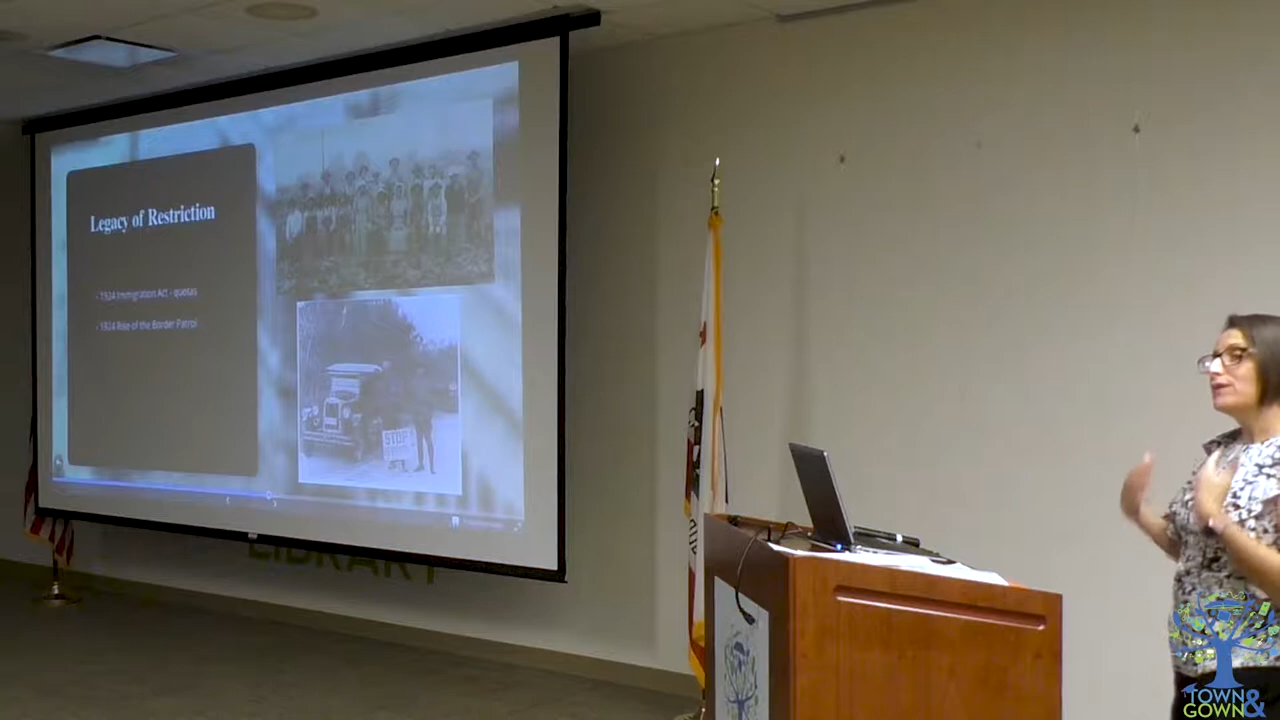 Legacy of Restriction
- 1924 Immigration Act - quotas
- 1924 Rise of the Border Patrol
STOP
LIBRARY
TOWN &
GOWN